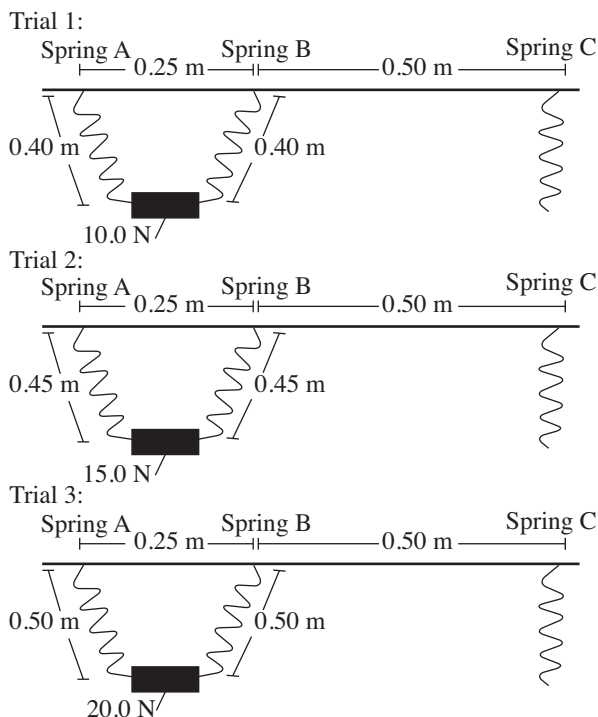 Trial 1:
Spring A Spring B Spring C
0.25 m 0.50 m
0.40 m 0.40 m
10.0 N
Trial 2:
Spring A Spring B Spring C
0.25 m 0.50 m
0.45 m 0.45 m
15.0 N
Trial 3:
Spring A Spring B Spring C
0.25 m 0.50 m
0.50 m 0.50 m
20.0 N